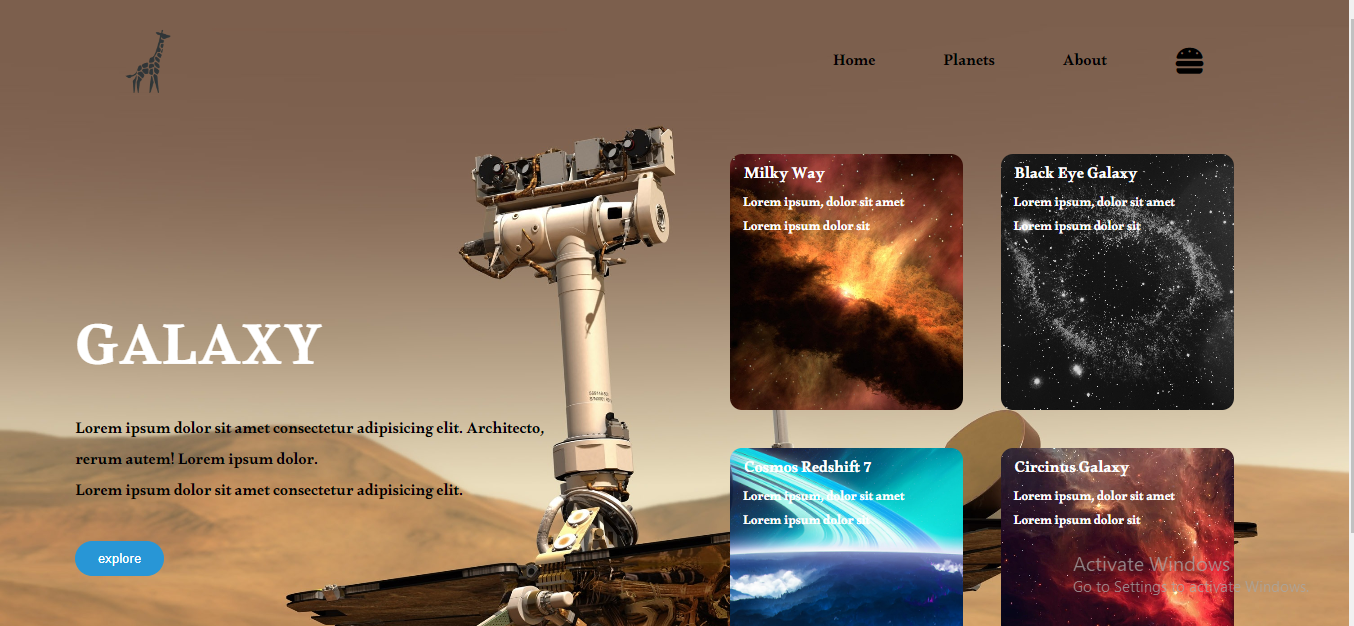 Home
Planets
About
GALAXY
Lorem ipsum dolor sit amet consectetur adipisicing elit. Architecto,
rerum autem! Lorem ipsum dolor.
Lorem ipsum dolor sit amet consectetur adipisicing elit.
explore
Milky Way
Lorem ipsum, dolor sit amet
Lorem ipsum dolor sit
Black Eye Galaxy
Lorem ipsum, dolor sit amet
Lorem ipsum dolor sit
Cosmos Redshift 7
Lorem ipsum, dolor sit amet
Lorem ipsum dolor sit
Circintus Galaxy
Lorem ipsum, dolor sit amet
Lorem ipsum dolor sit
Activate Windows
Go to Settings to activate Windows.